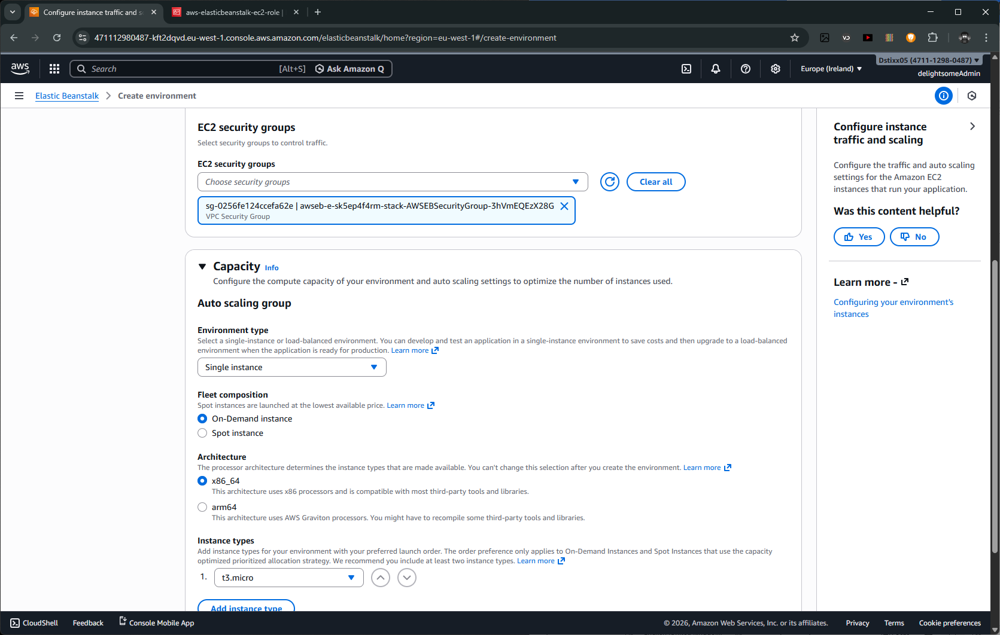 Configure instance traffic and s
aws-elasticbeanstalk-ec2-role |
471112980487-kft2dqvd.eu-west-1.console.aws.amazon.com/elasticbeanstalk/home?region=eu-west-1#/create-environment
aws
Search
[Alt+S]
Ask Amazon Q
Europe (Ireland)
Dstixx05 (4711-1298-0487)
delightsomeAdmin
Elastic Beanstalk
Create environment
EC2 security groups
Select security groups to control traffic.
EC2 security groups
Choose security groups
Clear all
sg-0256fe124ccefa62e | awseb-e-sk5ep4f4rm-stack-AWSEBSecurityGroup-3hVmEQEzX28G
VPC Security Group
Capacity Info
Configure the compute capacity of your environment and auto scaling settings to optimize the number of instances used.
Auto scaling group
Environment type
Select a single-instance or load-balanced environment. You can develop and test an application in a single-instance environment to save costs and then upgrade to a load-balanced
environment when the application is ready for production. Learn more
Single instance
Fleet composition
Spot instances are launched at the lowest available price. Learn more
On-Demand instance
Spot instance
Architecture
The processor architecture determines the instance types that are made available. You can't change this selection after you create the environment. Learn more
x86_64
This architecture uses x86 processors and is compatible with most third-party tools and libraries.
arm64
This architecture uses AWS Graviton processors. You might have to recompile some third-party tools and libraries.
Instance types
Add instance types for your environment with your preferred launch order. The order preference only applies to On-Demand Instances and Spot Instances that use the capacity
optimized prioritized allocation strategy. We recommend you include at least two instance types. Learn more
1.
t3.micro
Add instance type
Configure instance
traffic and scaling
Configure the traffic and auto scaling
settings for the Amazon EC2
instances that run your application.
Was this content helpful?
Yes
No
Learn more -
Configuring your environment's
instances
CloudShell
Feedback
Console Mobile App
© 2026, Amazon Web Services, Inc. or its affiliates.
Privacy
Terms
Cookie preferences